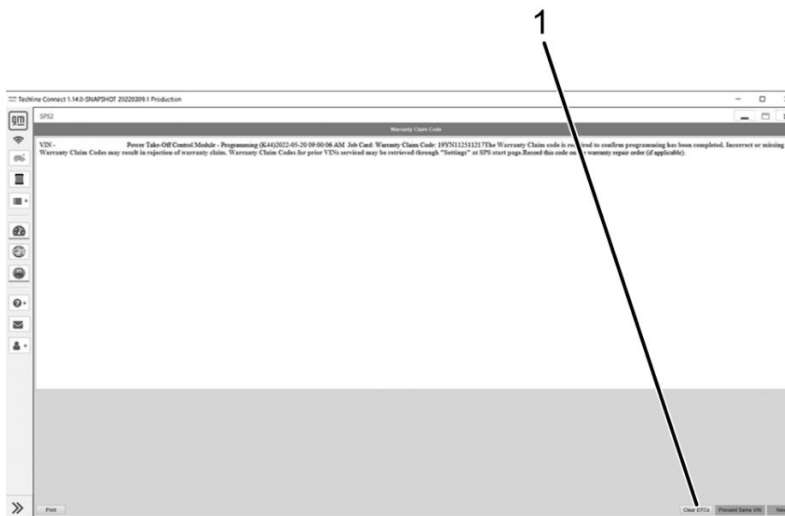 1
Techline Connect 1.14.0-SNAPSHOT 20220309.1 Production
gm
SPS2
Warranty Claim Code
VIN - Power Take-Off Control Module - Programming (K44)2022-05-20 09:00:06 AM Job Card: Warranty Claim Code: The Warranty Claim code is required to confirm programming has been completed. Incorrect or missing
Warranty Claim Codes may result in rejection of warranty claim. Warranty Claim Codes for prior VINs serviced may be retrieved through "Settings" at SPS start page.Record this code on the warranty repair order (if applicable).
Print Clear DTCs Proceed Same VIN